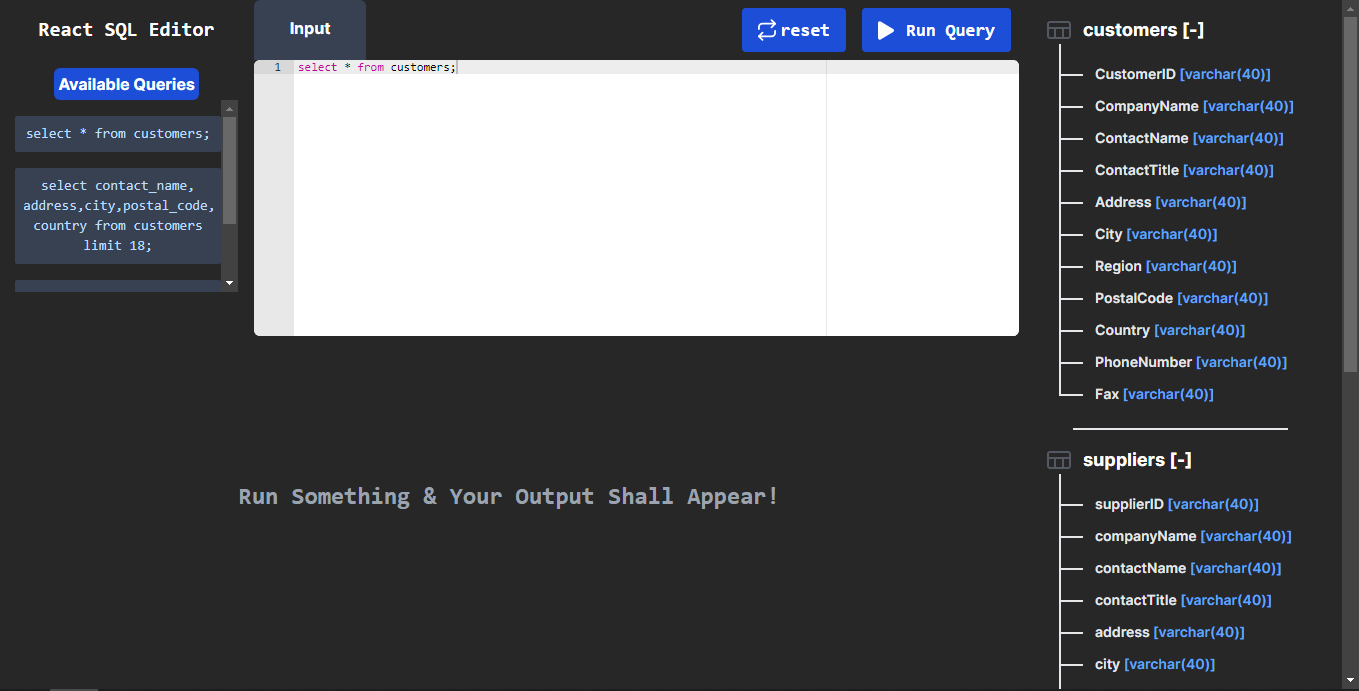 React SQL Editor
Available Queries
select * from customers;
select contact_name,
address,city,postal_code,
country from customers
limit 18;
Input
reset
Run Query
1 select * from customers;
Run Something & Your Output Shall Appear!
customers [-]
CustomerID [varchar(40)]
CompanyName [varchar(40)]
ContactName [varchar(40)]
ContactTitle [varchar(40)]
Address [varchar(40)]
City [varchar(40)]
Region [varchar(40)]
PostalCode [varchar(40)]
Country [varchar(40)]
PhoneNumber [varchar(40)]
Fax [varchar(40)]
suppliers [-]
supplierID [varchar(40)]
companyName [varchar(40)]
contactName [varchar(40)]
contactTitle [varchar(40)]
address [varchar(40)]
city [varchar(40)]